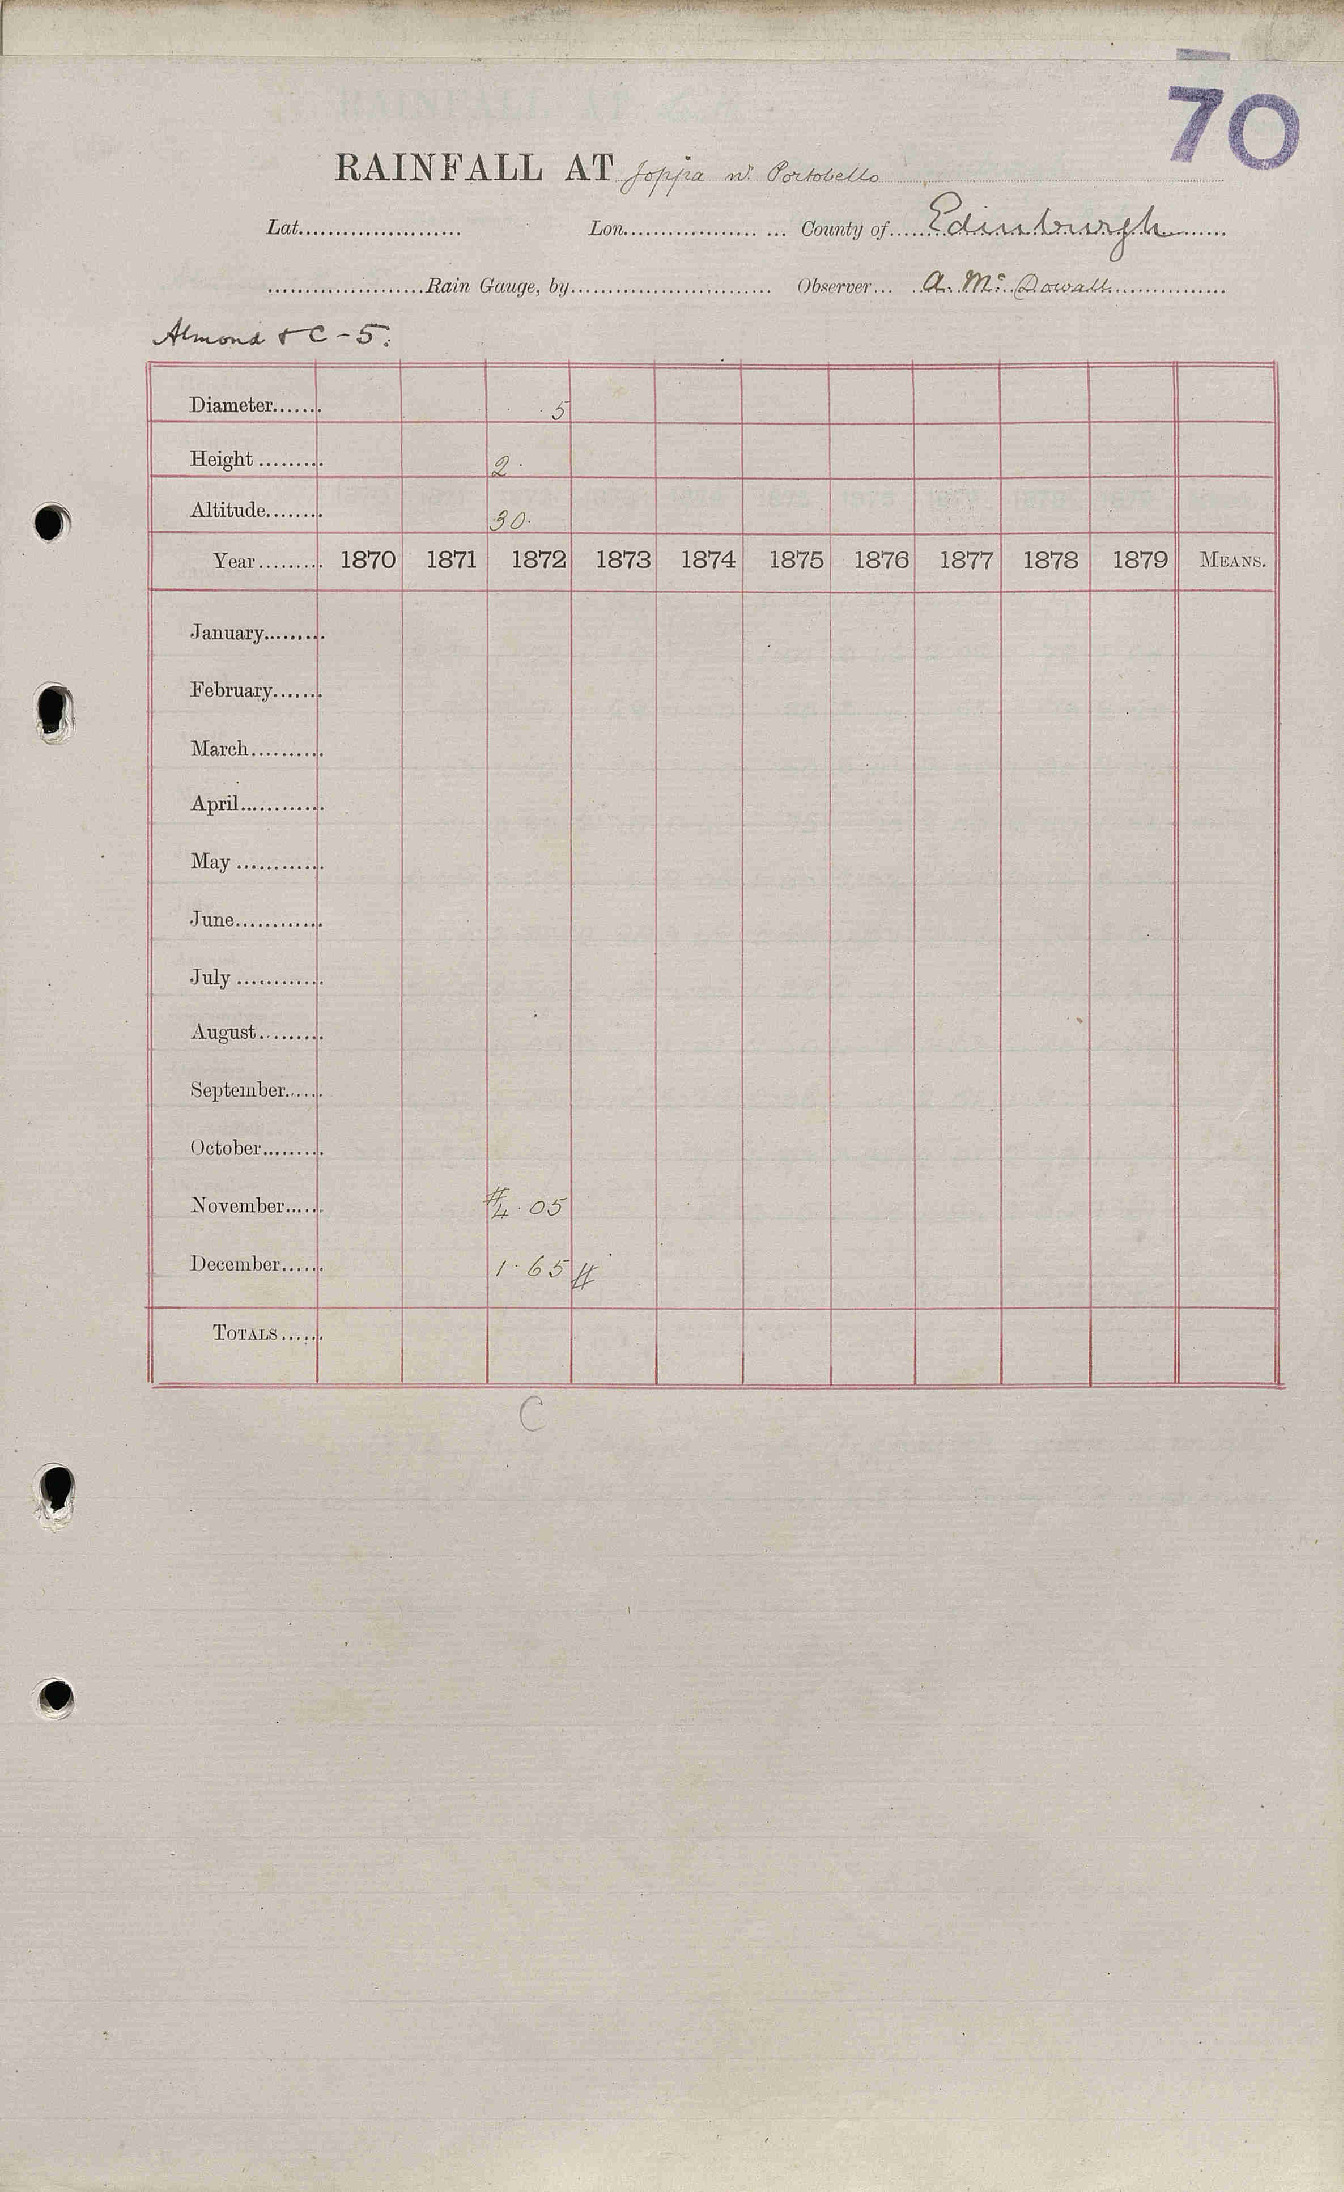 70
RAINFALL AT Joppa nr. Portobello
Lat. Lon. County of Edinburgh
Rain Gauge, by Observer A. Mc. Dowall
Almond & C - 5.
Diameter 5
Height 2.
Altitude 30.
Year 1870 1871 1872 1873 1874 1875 1876 1877 1878 1879 MEANS.
January
February
March
April
May
June
July
August
September
October
November #4.05
December 1.65#
TOTALS
C